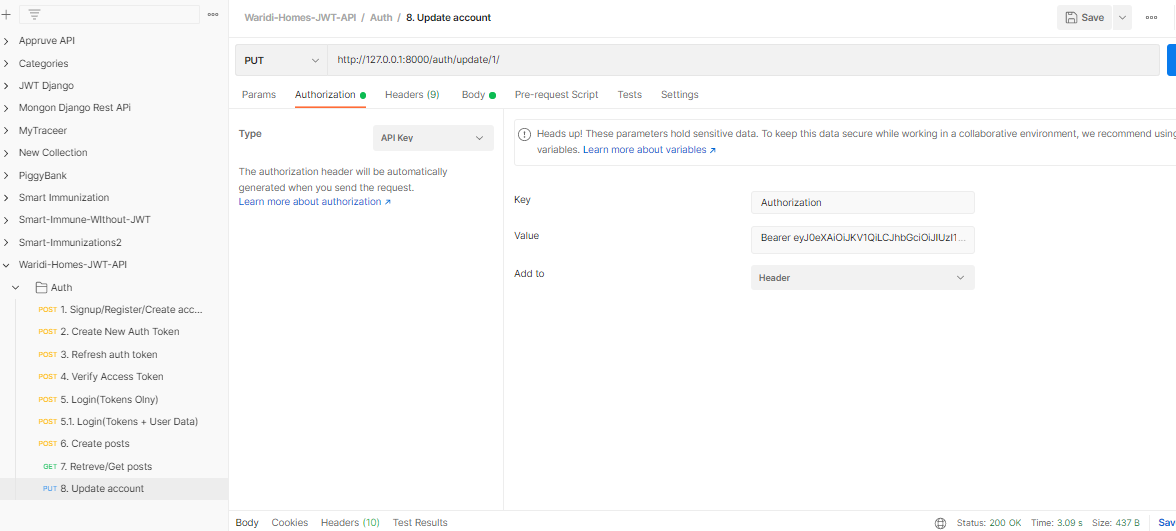 Waridi-Homes-JWT-API / Auth / 8. Update account
Save
PUT
http://127.0.0.1:8000/auth/update/1/
Params
Authorization
Headers (9)
Body
Pre-request Script
Tests
Settings
Appruve API
Categories
JWT Django
Mongon Django Rest APi
MyTraceer
New Collection
PiggyBank
Smart Immunization
Smart-Immune-WIthout-JWT
Smart-Immunizations2
Waridi-Homes-JWT-API
Auth
POST 1. Signup/Register/Create acc...
POST 2. Create New Auth Token
POST 3. Refresh auth token
POST 4. Verify Access Token
POST 5. Login(Tokens Olny)
POST 5.1. Login(Tokens + User Data)
POST 6. Create posts
GET 7. Retreve/Get posts
PUT 8. Update account
Type
API Key
The authorization header will be automatically
generated when you send the request.
Learn more about authorization ↗
Heads up! These parameters hold sensitive data. To keep this data secure while working in a collaborative environment, we recommend using
variables. Learn more about variables ↗
Key
Authorization
Value
Bearer eyJ0eXAiOiJKV1QiLCJhbGciOiJIUzI1...
Add to
Header
Body
Cookies
Headers (10)
Test Results
Status: 200 OK
Time: 3.09 s
Size: 437 B
Sav